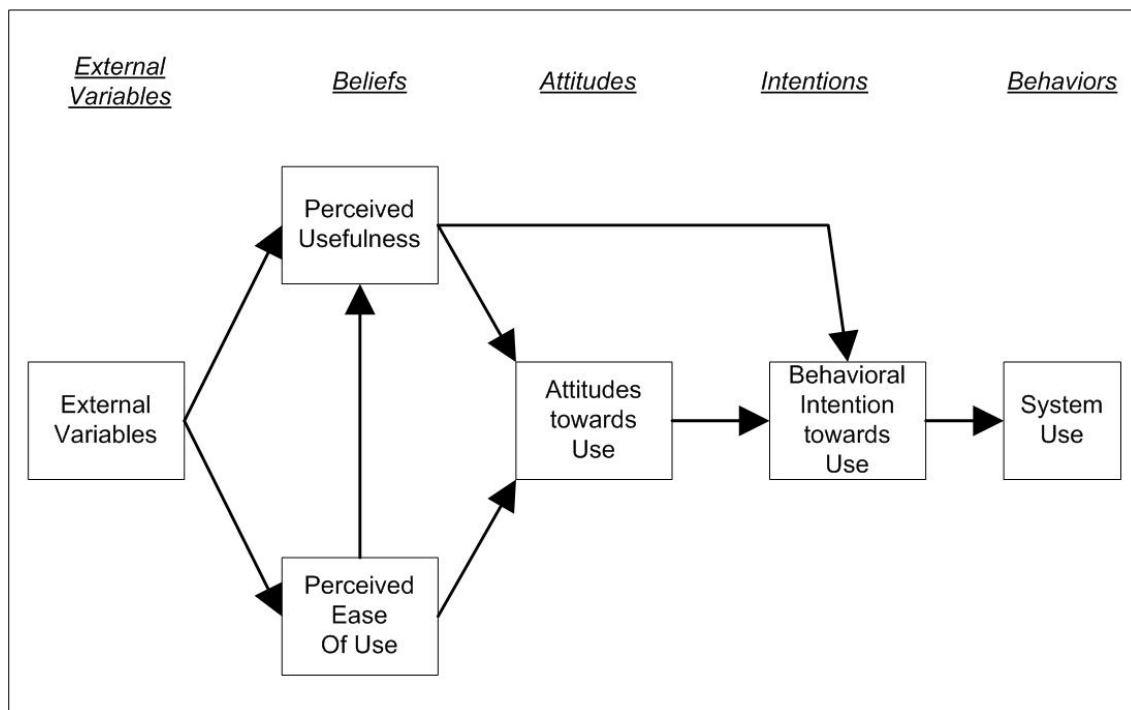 External
Variables
Beliefs
Attitudes
Intentions
Behaviors
Perceived
Usefulness
External
Variables
Attitudes
towards
Use
Behavioral
Intention
towards
Use
System
Use
Perceived
Ease
Of Use